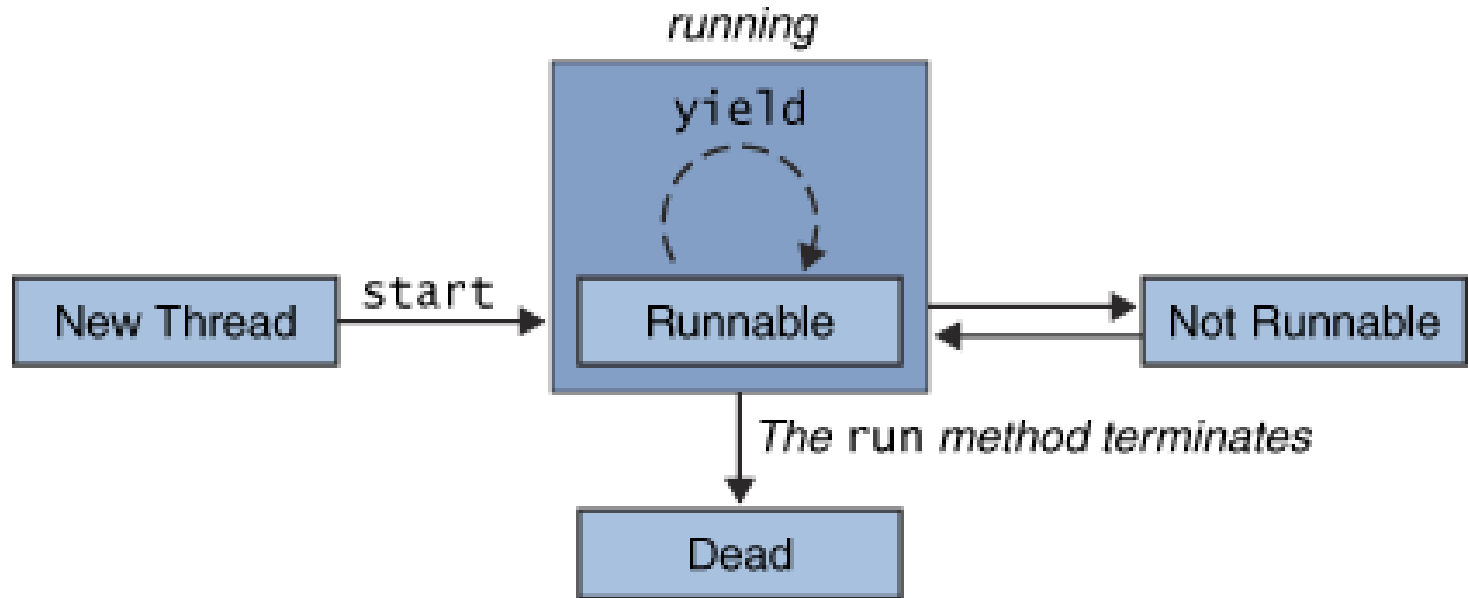 running
yield
New Thread
start
Runnable
Not Runnable
The run method terminates
Dead